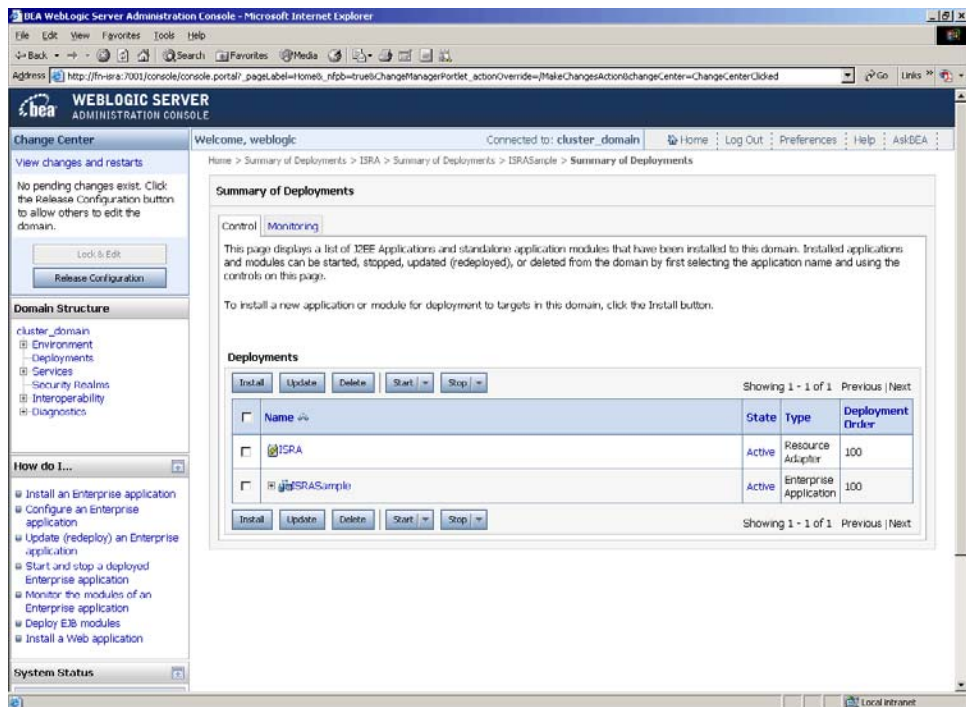 BEA WebLogic Server Administration Console - Microsoft Internet Explorer
File Edit View Favorites Tools Help
Back Search Favorites Media
Address http://fn-isra:7001/console/console.portal?_pageLabel=Home&_nfpb=true&ChangeManagerPortlet_actionOverride=/MakeChangesAction&changeCenter=ChangeCenterClicked Go Links »
bea WEBLOGIC SERVER
ADMINISTRATION CONSOLE
Change Center
View changes and restarts
No pending changes exist. Click
the Release Configuration button
to allow others to edit the
domain.
Lock & Edit
Release Configuration
Domain Structure
cluster_domain
Environment
Deployments
Services
Security Realms
Interoperability
Diagnostics
How do I...
Install an Enterprise application
Configure an Enterprise
application
Update (redeploy) an Enterprise
application
Start and stop a deployed
Enterprise application
Monitor the modules of an
Enterprise application
Deploy EJB modules
Install a Web application
System Status
Welcome, weblogic Connected to: cluster_domain Home Log Out Preferences Help AskBEA
Home > Summary of Deployments > ISRA > Summary of Deployments > ISRASample > Summary of Deployments
Summary of Deployments
Control Monitoring
This page displays a list of J2EE Applications and standalone application modules that have been installed to this domain. Installed applications
and modules can be started, stopped, updated (redeployed), or deleted from the domain by first selecting the application name and using the
controls on this page.
To install a new application or module for deployment to targets in this domain, click the Install button.
Deployments
Install Update Delete Start Stop Showing 1 - 1 of 1 Previous | Next
Name State Type Deployment Order
ISRA Active Resource Adapter 100
ISRASample Active Enterprise Application 100
Install Update Delete Start Stop Showing 1 - 1 of 1 Previous | Next
Local intranet